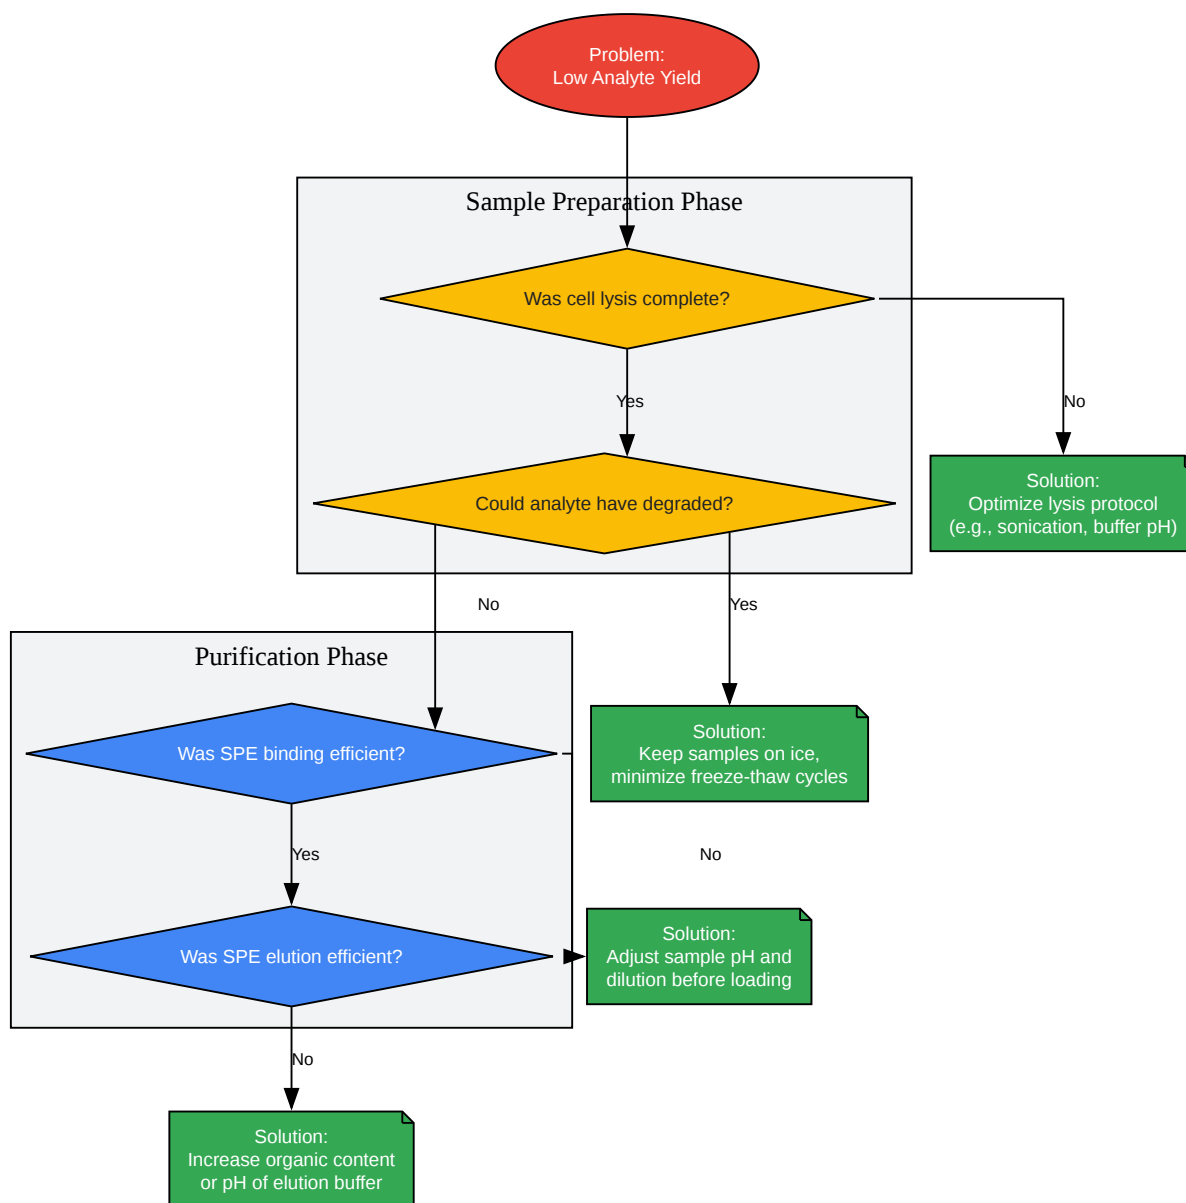 Problem:
Low Analyte Yield
Sample Preparation Phase
Was cell lysis complete?
Yes
No
Solution:
Optimize lysis protocol
(e.g., sonication, buffer pH)
Could analyte have degraded?
No
Yes
Purification Phase
Solution:
Keep samples on ice,
minimize freeze-thaw cycles
Was SPE binding efficient?
Yes
No
Solution:
Adjust sample pH and
dilution before loading
Was SPE elution efficient?
No
Solution:
Increase organic content
or pH of elution buffer